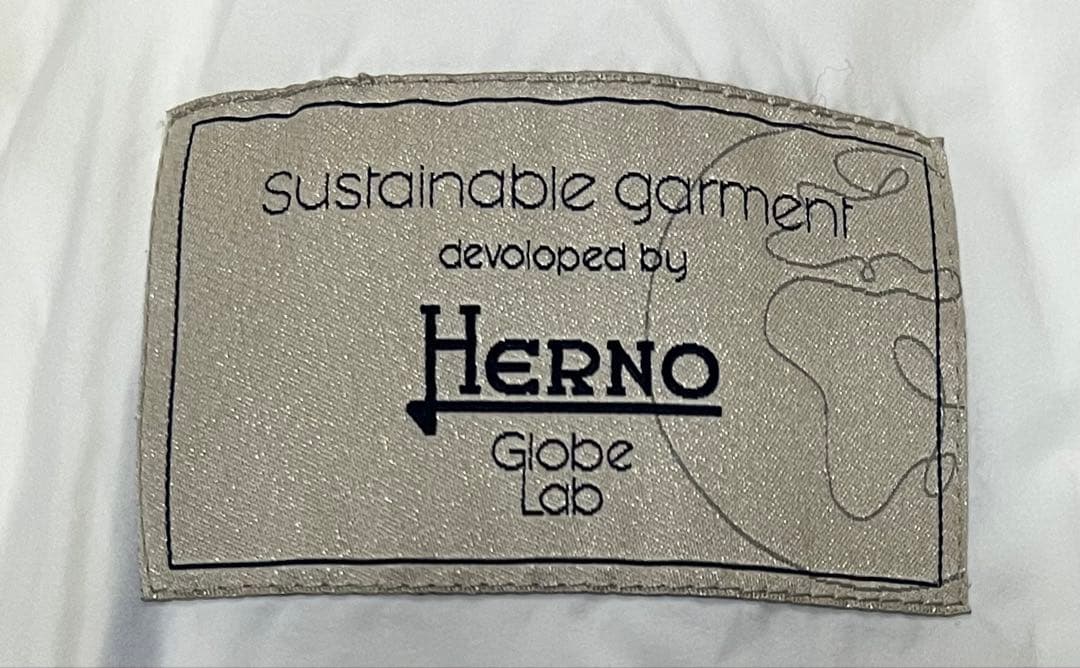 sustainable garment
devoloped by
HERNO
Globe
Lab